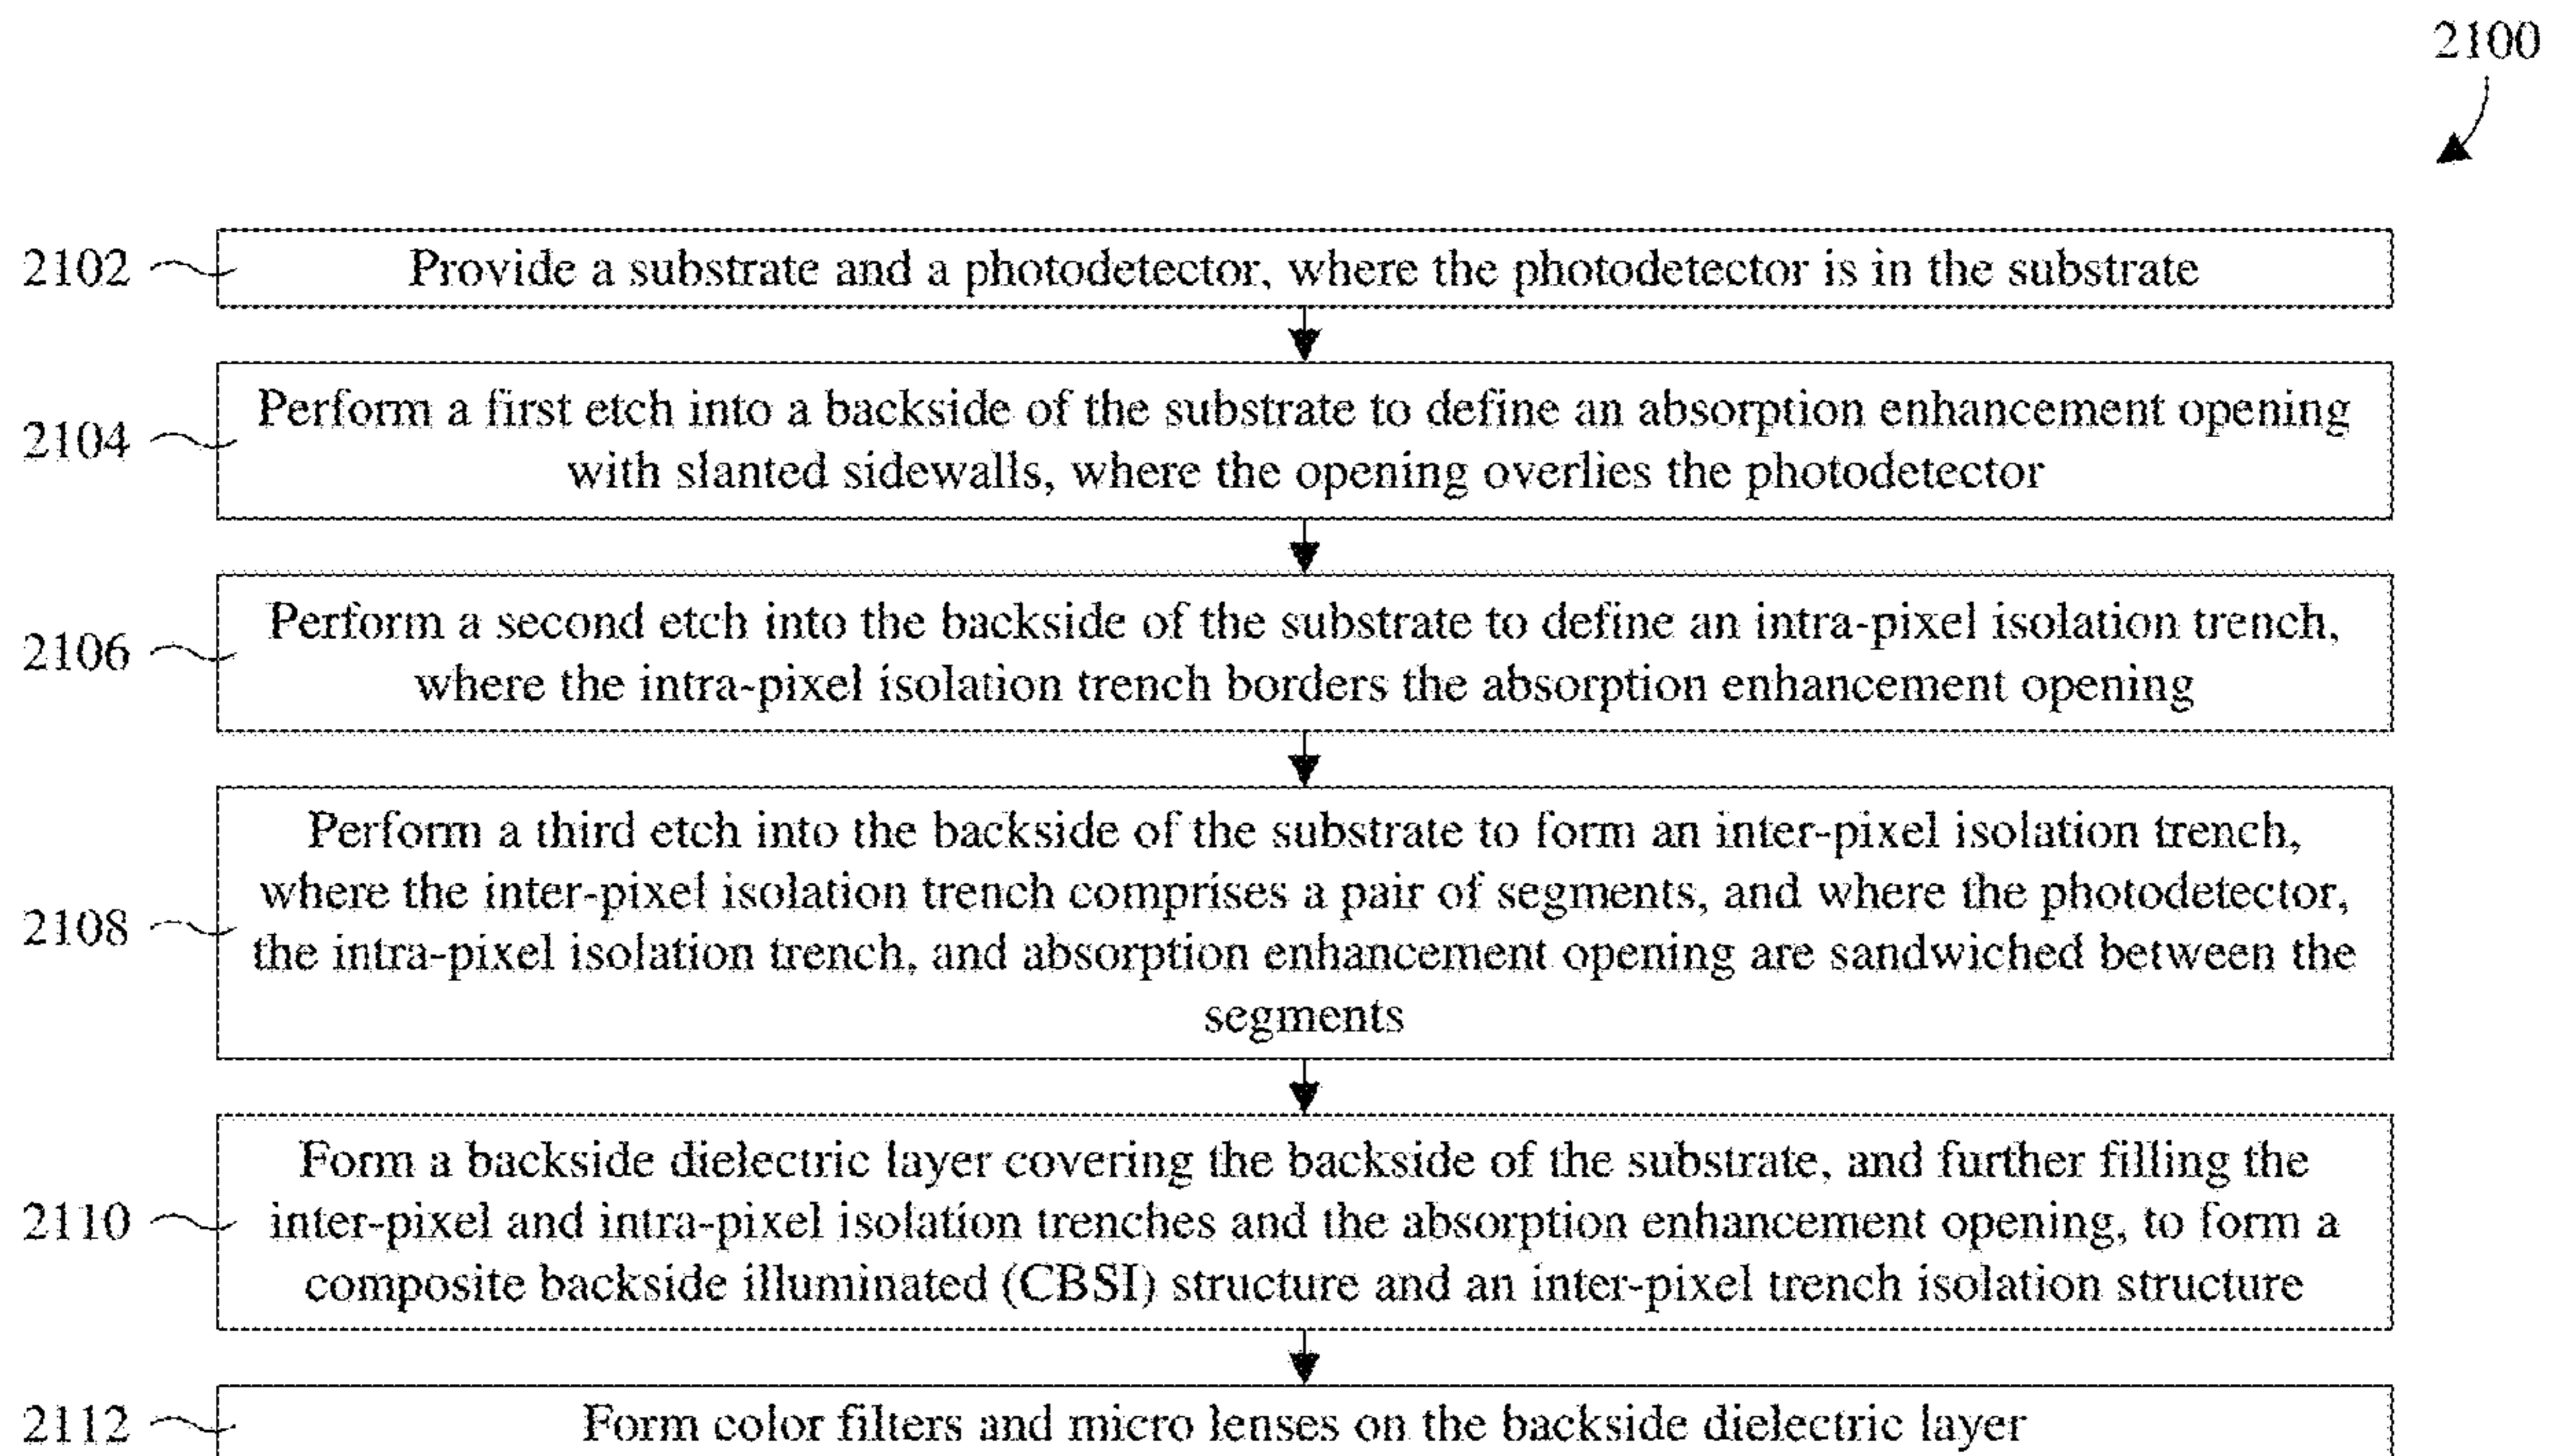 2100
2102
Provide a substrate and a photodetector, where the photodetector is in the substrate
2104
Perform a first etch into a backside of the substrate to define an absorption enhancement opening
with slanted sidewalls, where the opening overlies the photodetector
2106
Perform a second etch into the backside of the substrate to define an intra-pixel isolation trench,
where the intra-pixel isolation trench borders the absorption enhancement opening
2108
Perform a third etch into the backside of the substrate to form an inter-pixel isolation trench,
where the inter-pixel isolation trench comprises a pair of segments, and where the photodetector,
the intra-pixel isolation trench, and absorption enhancement opening are sandwiched between the
segments
2110
Form a backside dielectric layer covering the backside of the substrate, and further filling the
inter-pixel and intra-pixel isolation trenches and the absorption enhancement opening, to form a
composite backside illuminated (CBSI) structure and an inter-pixel trench isolation structure
2112
Form color filters and micro lenses on the backside dielectric layer